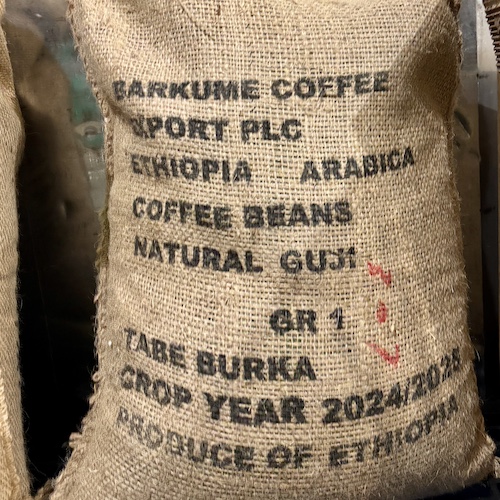 BARKUME COFFEE
EXPORT PLC
ETHIOPIA ARABICA
COFFEE BEANS
NATURAL GUJI
GR 1
TABE BURKA
CROP YEAR 2024/2025
PRODUCE OF ETHIOPIA